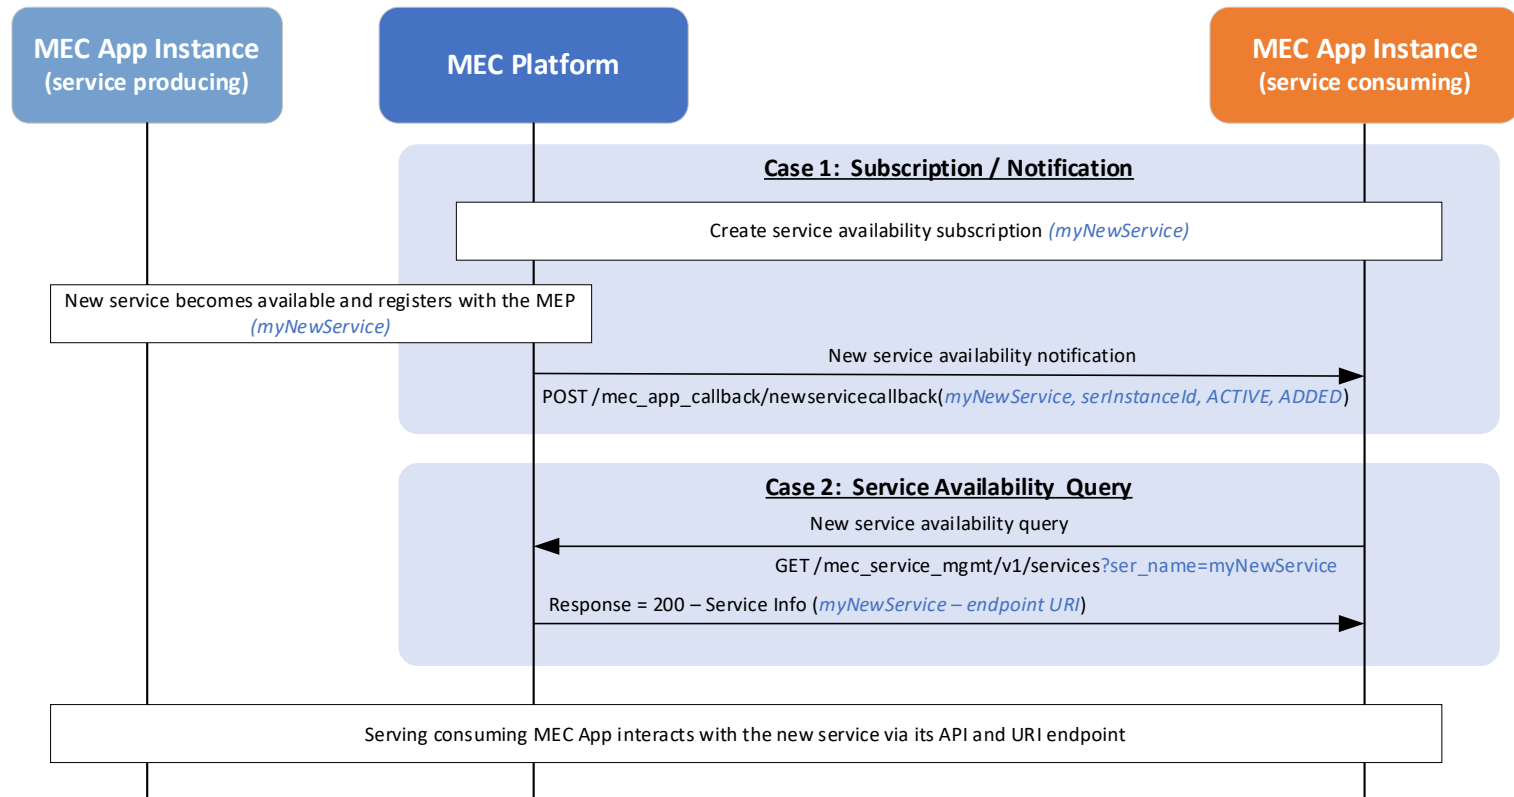 MEC App Instance
(service producing)
MEC Platform
MEC App Instance
(service consuming)
Case 1: Subscription / Notification
Create service availability subscription (myNewService)
New service becomes available and registers with the MEP
(myNewService)
New service availability notification
POST /mec_app_callback/newservicecallback(myNewService, serInstanceId, ACTIVE, ADDED)
Case 2: Service Availability Query
New service availability query
GET /mec_service_mgmt/v1/services?ser_name=myNewService
Response = 200 – Service Info (myNewService – endpoint URI)
Serving consuming MEC App interacts with the new service via its API and URI endpoint